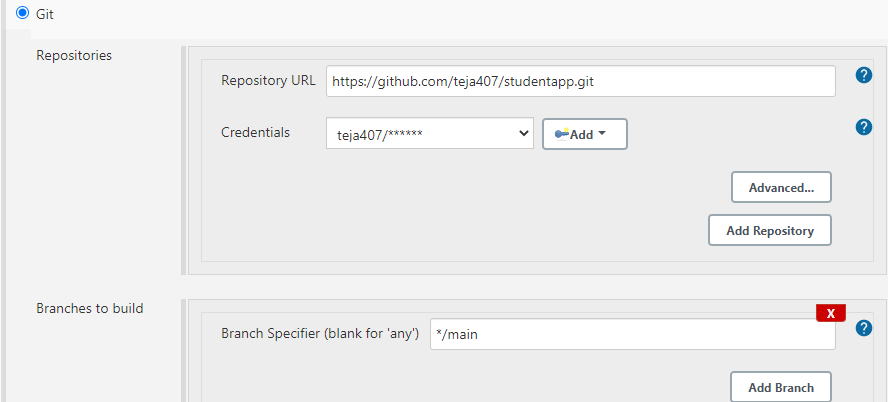 Git
Repositories
Repository URL https://github.com/teja407/studentapp.git
Credentials teja407/****** Add
Advanced...
Add Repository
Branches to build
X
Branch Specifier (blank for 'any') */main
Add Branch